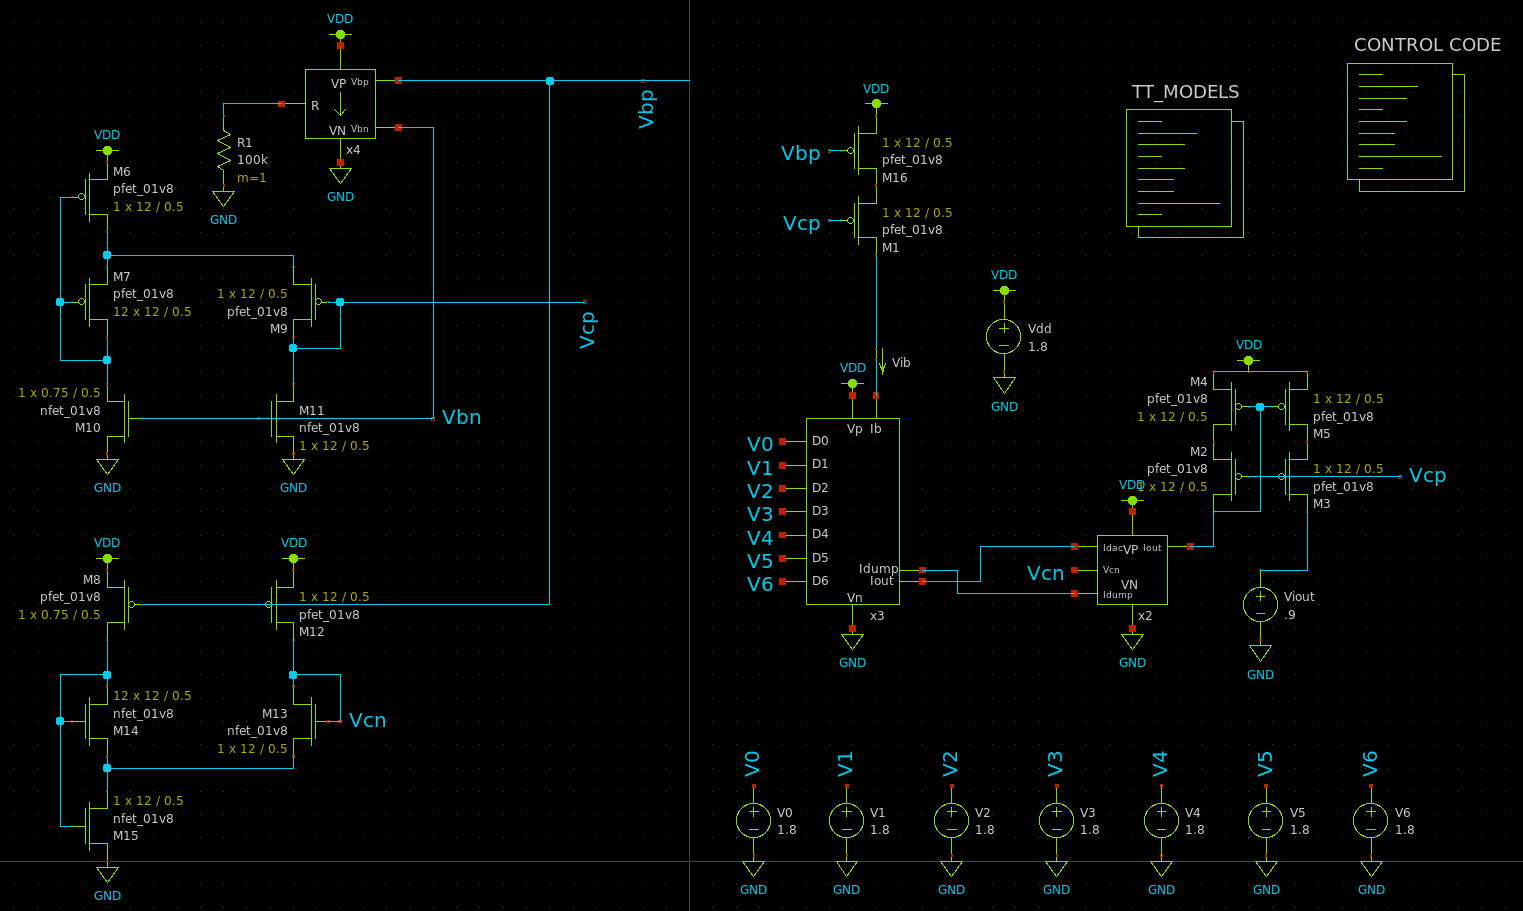 VDD
VP Vbp
R
VN Vbn
x4
GND
R1
100k
m=1
GND
Vbp
VDD
M6
pfet_01v8
1 x 12 / 0.5
M7
pfet_01v8
12 x 12 / 0.5
1 x 12 / 0.5
pfet_01v8
M9
Vcp
1 x 0.75 / 0.5
nfet_01v8
M10
GND
M11
nfet_01v8
1 x 12 / 0.5
GND
Vbn
VDD
M8
pfet_01v8
1 x 0.75 / 0.5
VDD
1 x 12 / 0.5
pfet_01v8
M12
12 x 12 / 0.5
nfet_01v8
M14
M13
nfet_01v8
1 x 12 / 0.5
Vcn
1 x 12 / 0.5
nfet_01v8
M15
GND
VDD
Vbp
1 x 12 / 0.5
pfet_01v8
M16
Vcp
1 x 12 / 0.5
pfet_01v8
M1
TT_MODELS
CONTROL CODE
VDD
Vdd
1.8
GND
Vib
VDD
Vp Ib
V0 D0
V1 D1
V2 D2
V3 D3
V4 D4
V5 D5
V6 D6
Idump
Iout
Vn
x3
GND
VDD
M4
pfet_01v8
1 x 12 / 0.5
1 x 12 / 0.5
pfet_01v8
M5
M2
pfet_01v8
1 x 12 / 0.5
1 x 12 / 0.5
pfet_01v8
M3
Vcp
VDD
Idac VP Iout
Vcn
Vcn
VN
Idump
x2
GND
Viout
.9
GND
V0
V0
1.8
GND
V1
V1
1.8
GND
V2
V2
1.8
GND
V3
V3
1.8
GND
V4
V4
1.8
GND
V5
V5
1.8
GND
V6
V6
1.8
GND